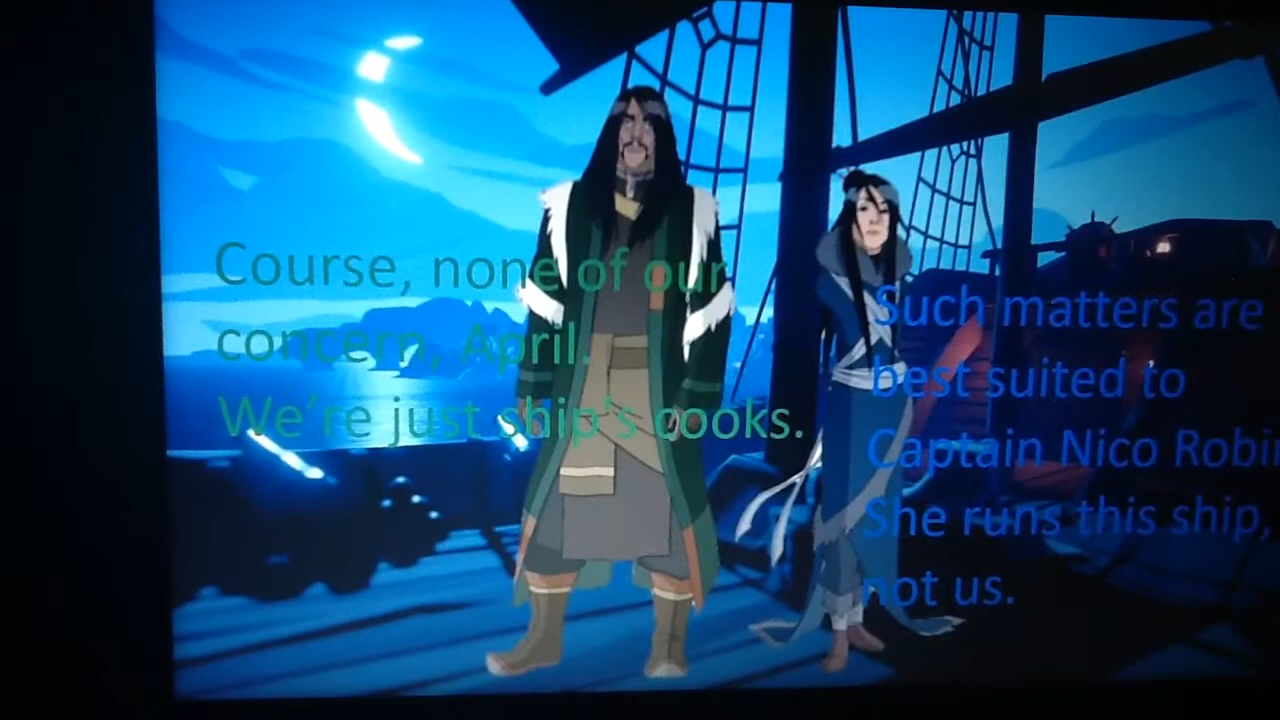 Course, none of our
concern, April.
We're just ship's cooks.
Such matters are
best suited to
Captain Nico
She runs this ship,
not us.